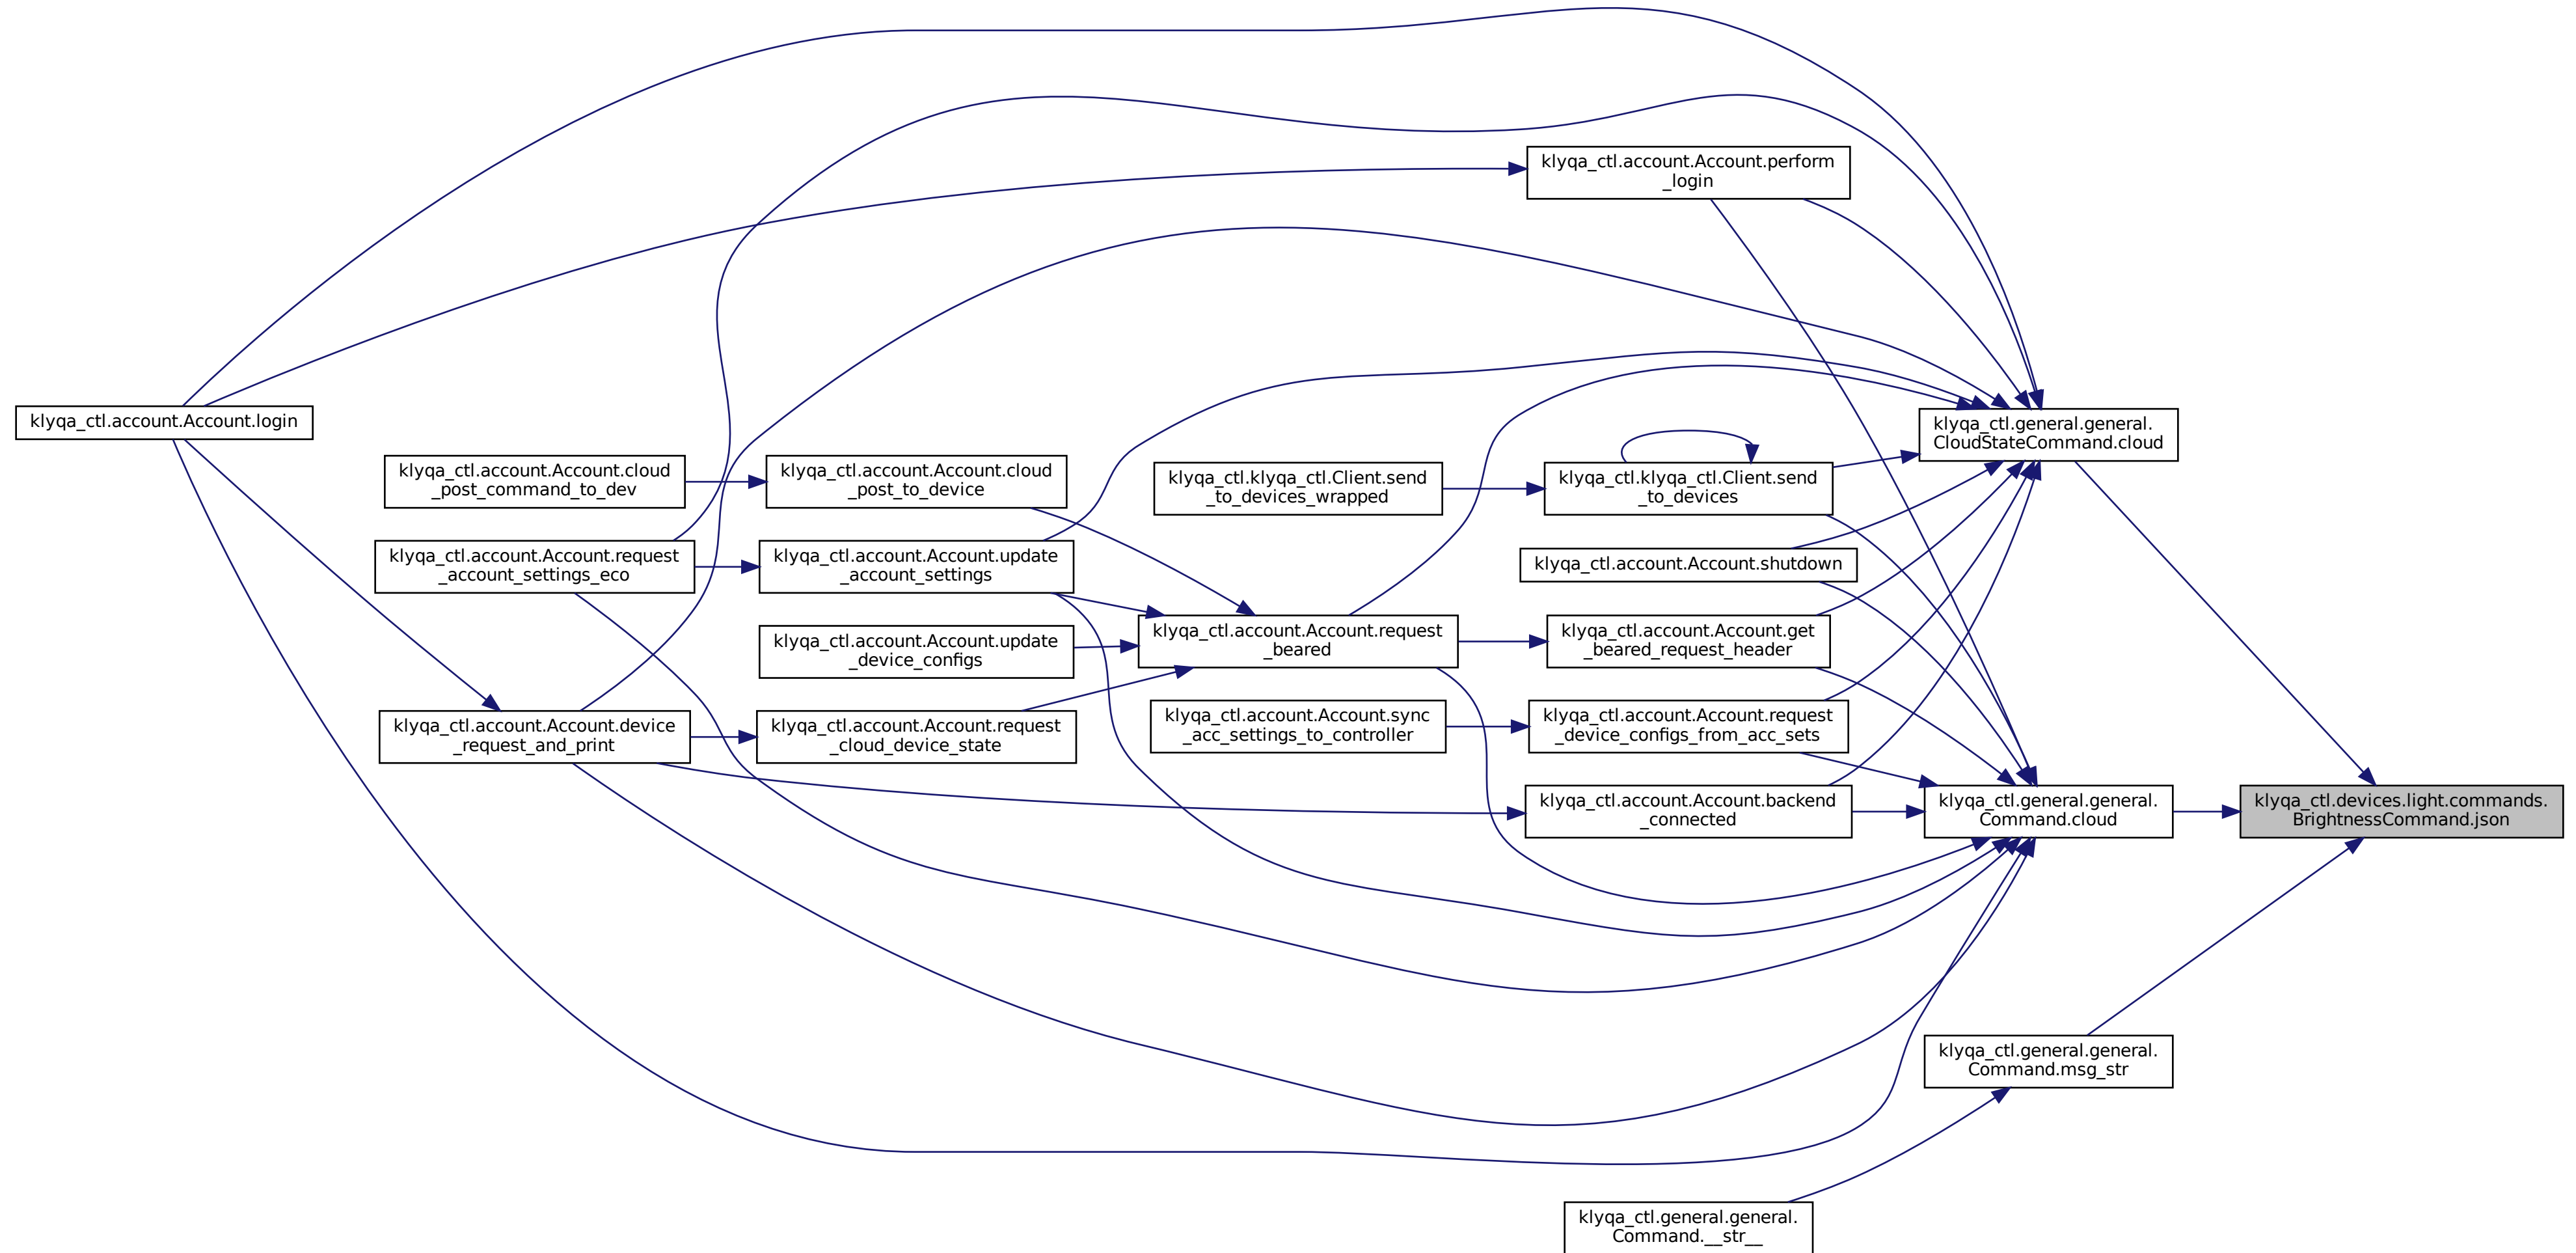 klyqa_ctl.account.Account.perform
_login
klyqa_ctl.account.Account.login
klyqa_ctl.general.general.
CloudStateCommand.cloud
klyqa_ctl.account.Account.cloud
_post_command_to_dev
klyqa_ctl.account.Account.cloud
_post_to_device
klyqa_ctl.klyqa_ctl.Client.send
_to_devices_wrapped
klyqa_ctl.klyqa_ctl.Client.send
_to_devices
klyqa_ctl.account.Account.request
_account_settings_eco
klyqa_ctl.account.Account.update
_account_settings
klyqa_ctl.account.Account.shutdown
klyqa_ctl.account.Account.update
_device_configs
klyqa_ctl.account.Account.request
_beared
klyqa_ctl.account.Account.get
_beared_request_header
klyqa_ctl.account.Account.device
_request_and_print
klyqa_ctl.account.Account.request
_cloud_device_state
klyqa_ctl.account.Account.sync
_acc_settings_to_controller
klyqa_ctl.account.Account.request
_device_configs_from_acc_sets
klyqa_ctl.account.Account.backend
_connected
klyqa_ctl.general.general.
Command.cloud
klyqa_ctl.devices.light.commands.
BrightnessCommand.json
klyqa_ctl.general.general.
Command.msg_str
klyqa_ctl.general.general.
Command.__str__